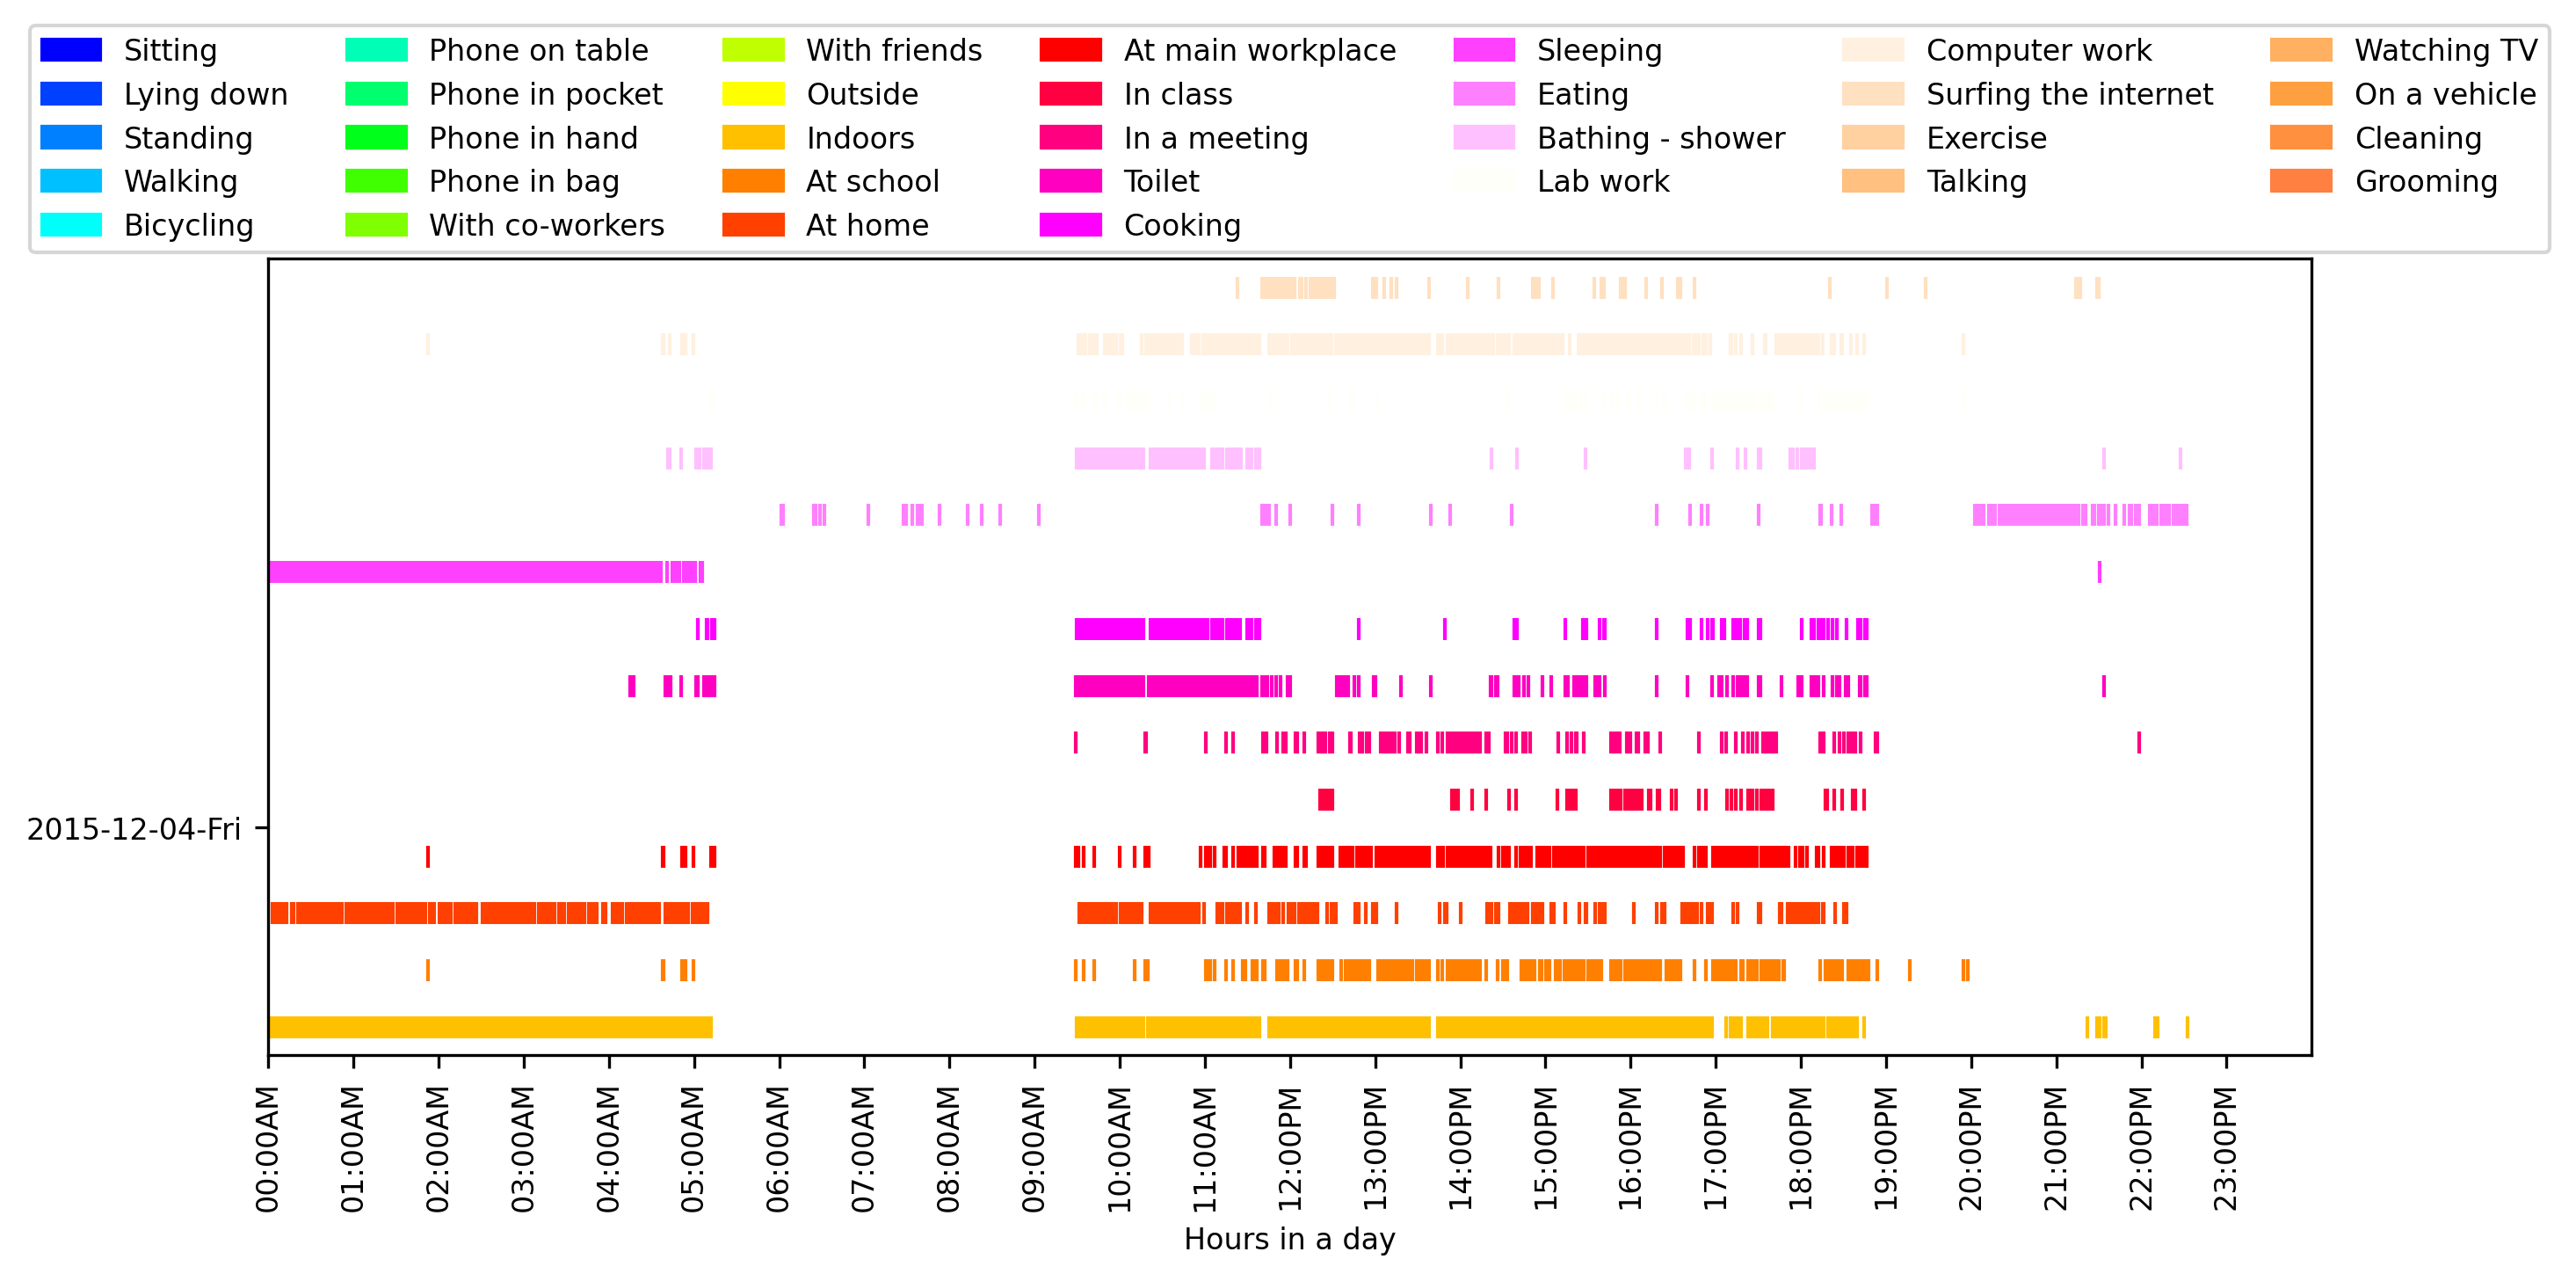 Sitting Phone on table With friends At main workplace Sleeping Computer work Watching TV
Lying down Phone in pocket Outside In class Eating Surfing the internet On a vehicle
Standing Phone in hand Indoors In a meeting Bathing - shower Exercise Cleaning
Walking Phone in bag At school Toilet Lab work Talking Grooming
Bicycling With co-workers At home Cooking
2015-12-04-Fri
00:00AM 01:00AM 02:00AM 03:00AM 04:00AM 05:00AM 06:00AM 07:00AM 08:00AM 09:00AM 10:00AM 11:00AM 12:00PM 13:00PM 14:00PM 15:00PM 16:00PM 17:00PM 18:00PM 19:00PM 20:00PM 21:00PM 22:00PM 23:00PM
Hours in a day